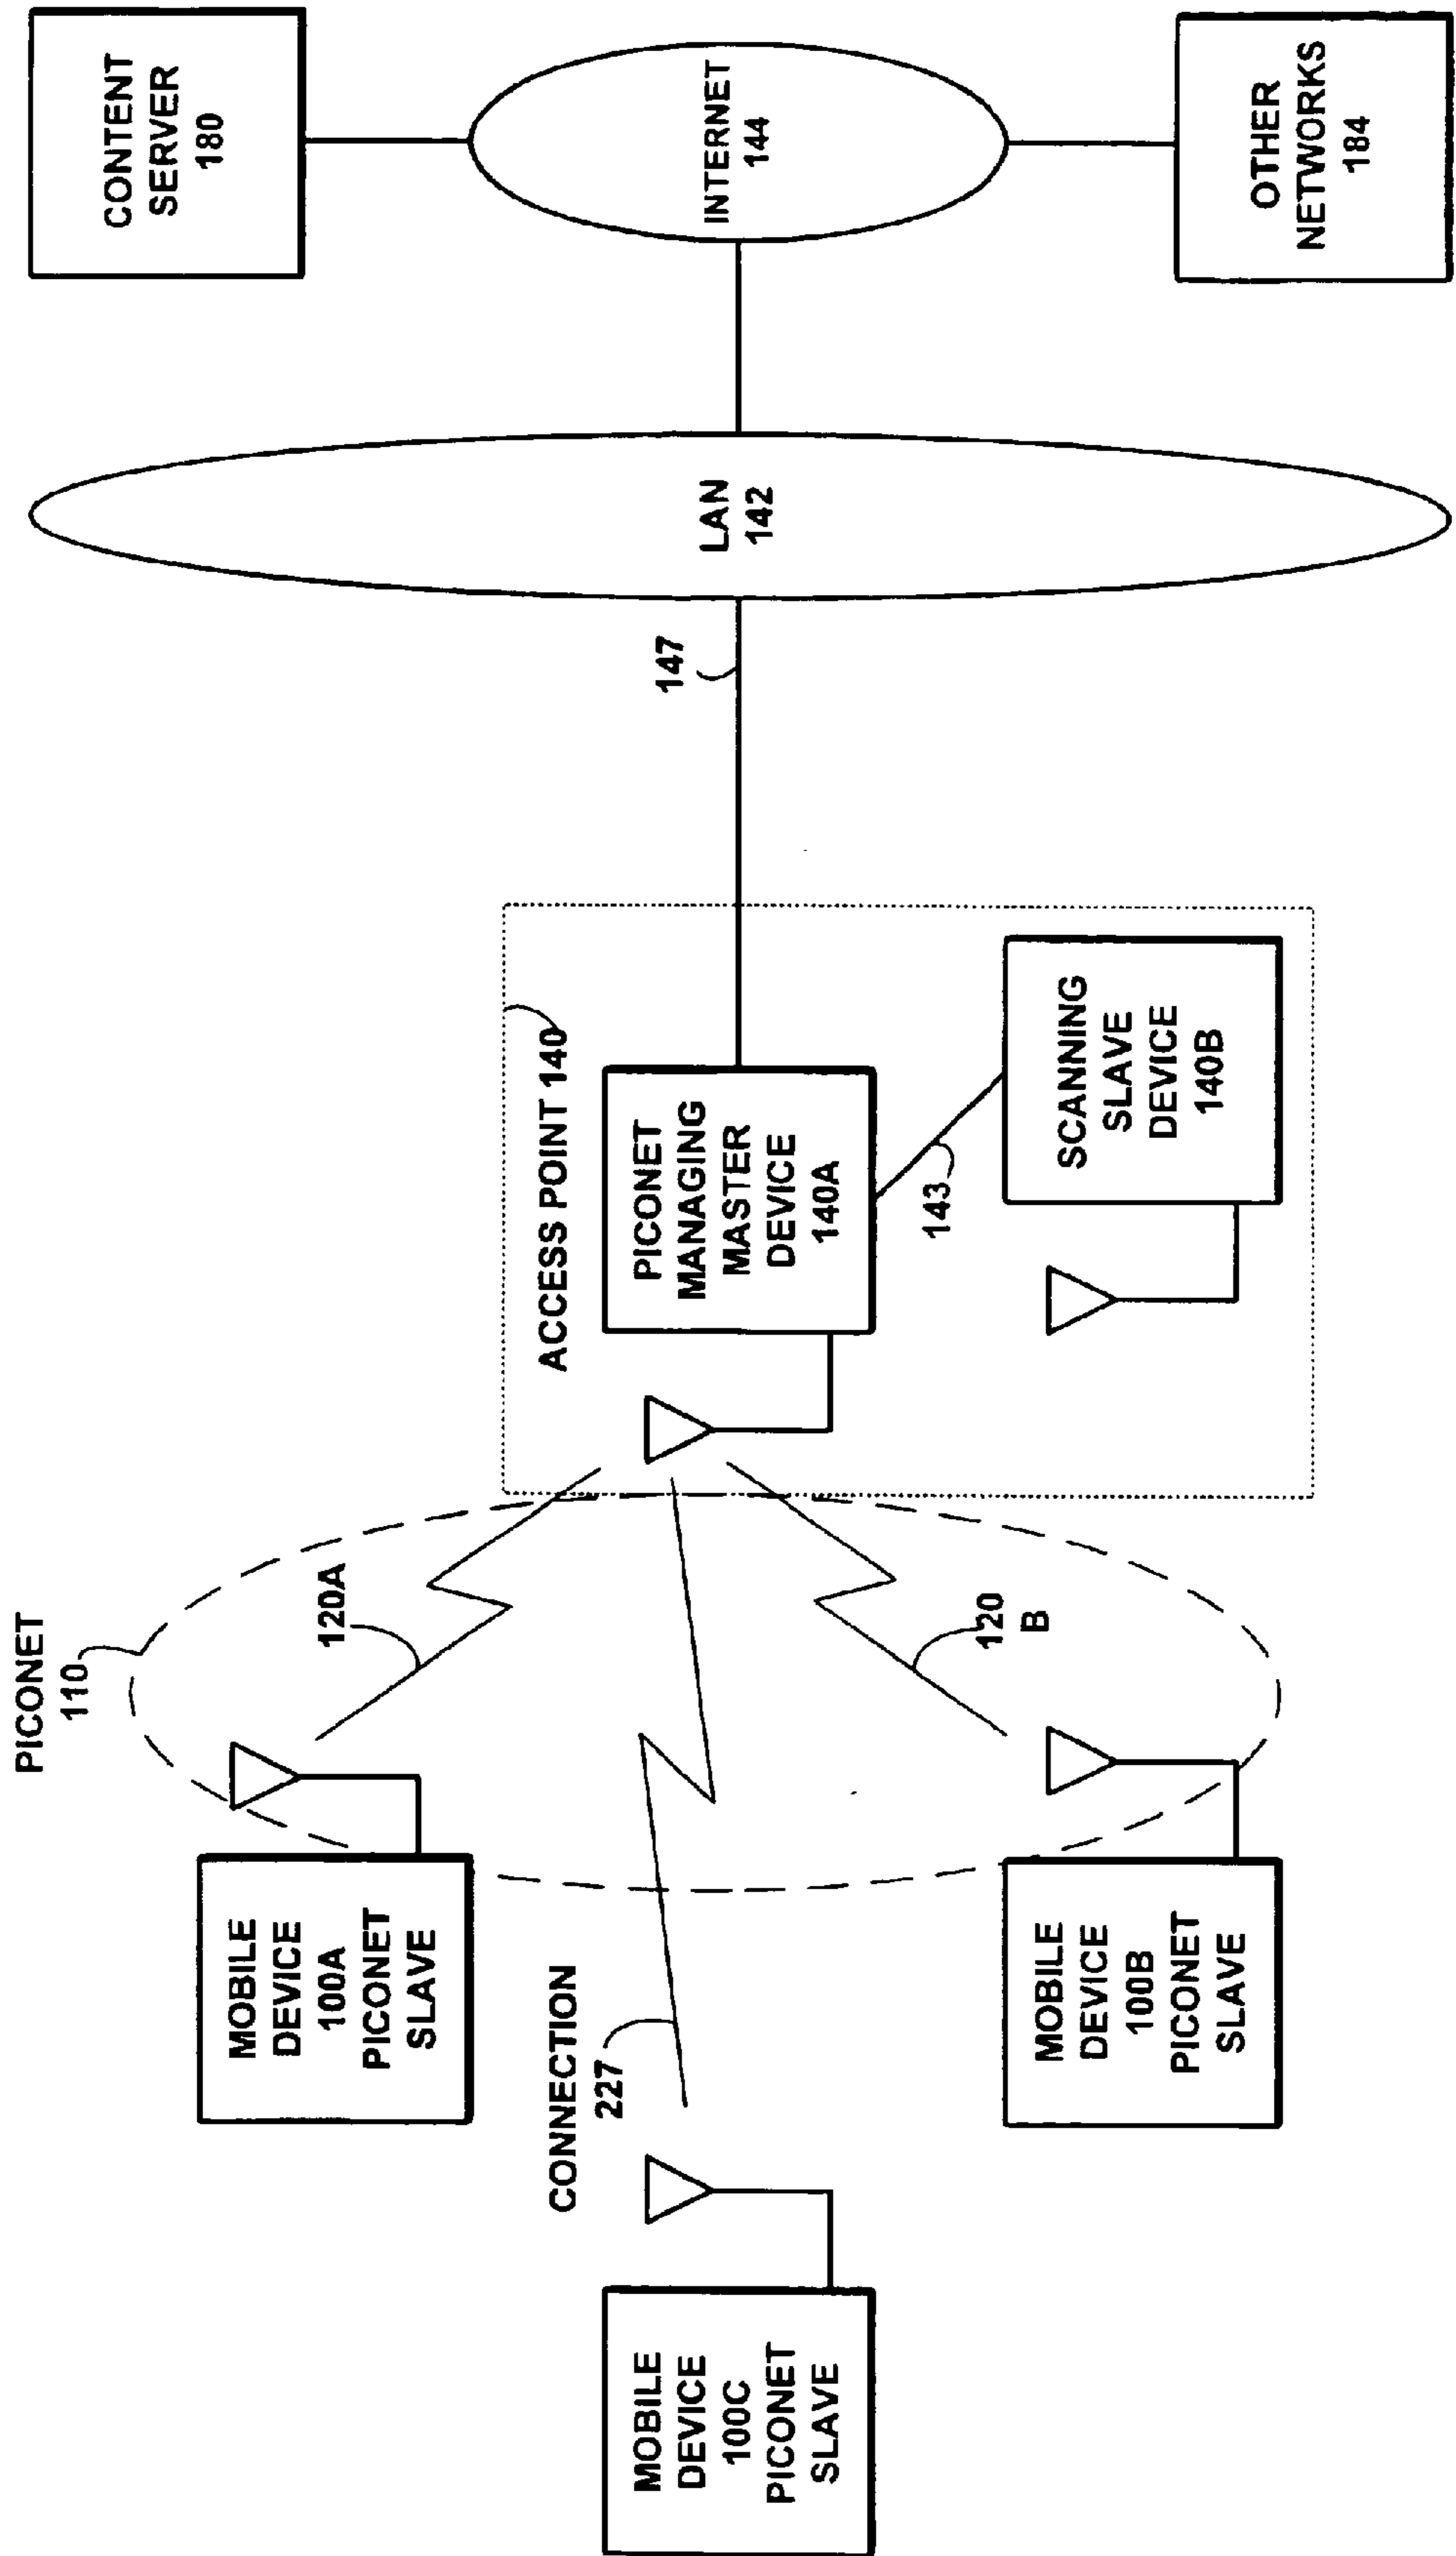 PICONET
110
MOBILE
DEVICE
100A
PICONET
SLAVE
120A
CONNECTION
227
MOBILE
DEVICE
100C
PICONET
SLAVE
MOBILE
DEVICE
100B
PICONET
SLAVE
120
B
ACCESS POINT 140
PICONET
MANAGING
MASTER
DEVICE
140A
143
SCANNING
SLAVE
DEVICE
140B
147
LAN
142
CONTENT
SERVER
180
INTERNET
144
OTHER
NETWORKS
184